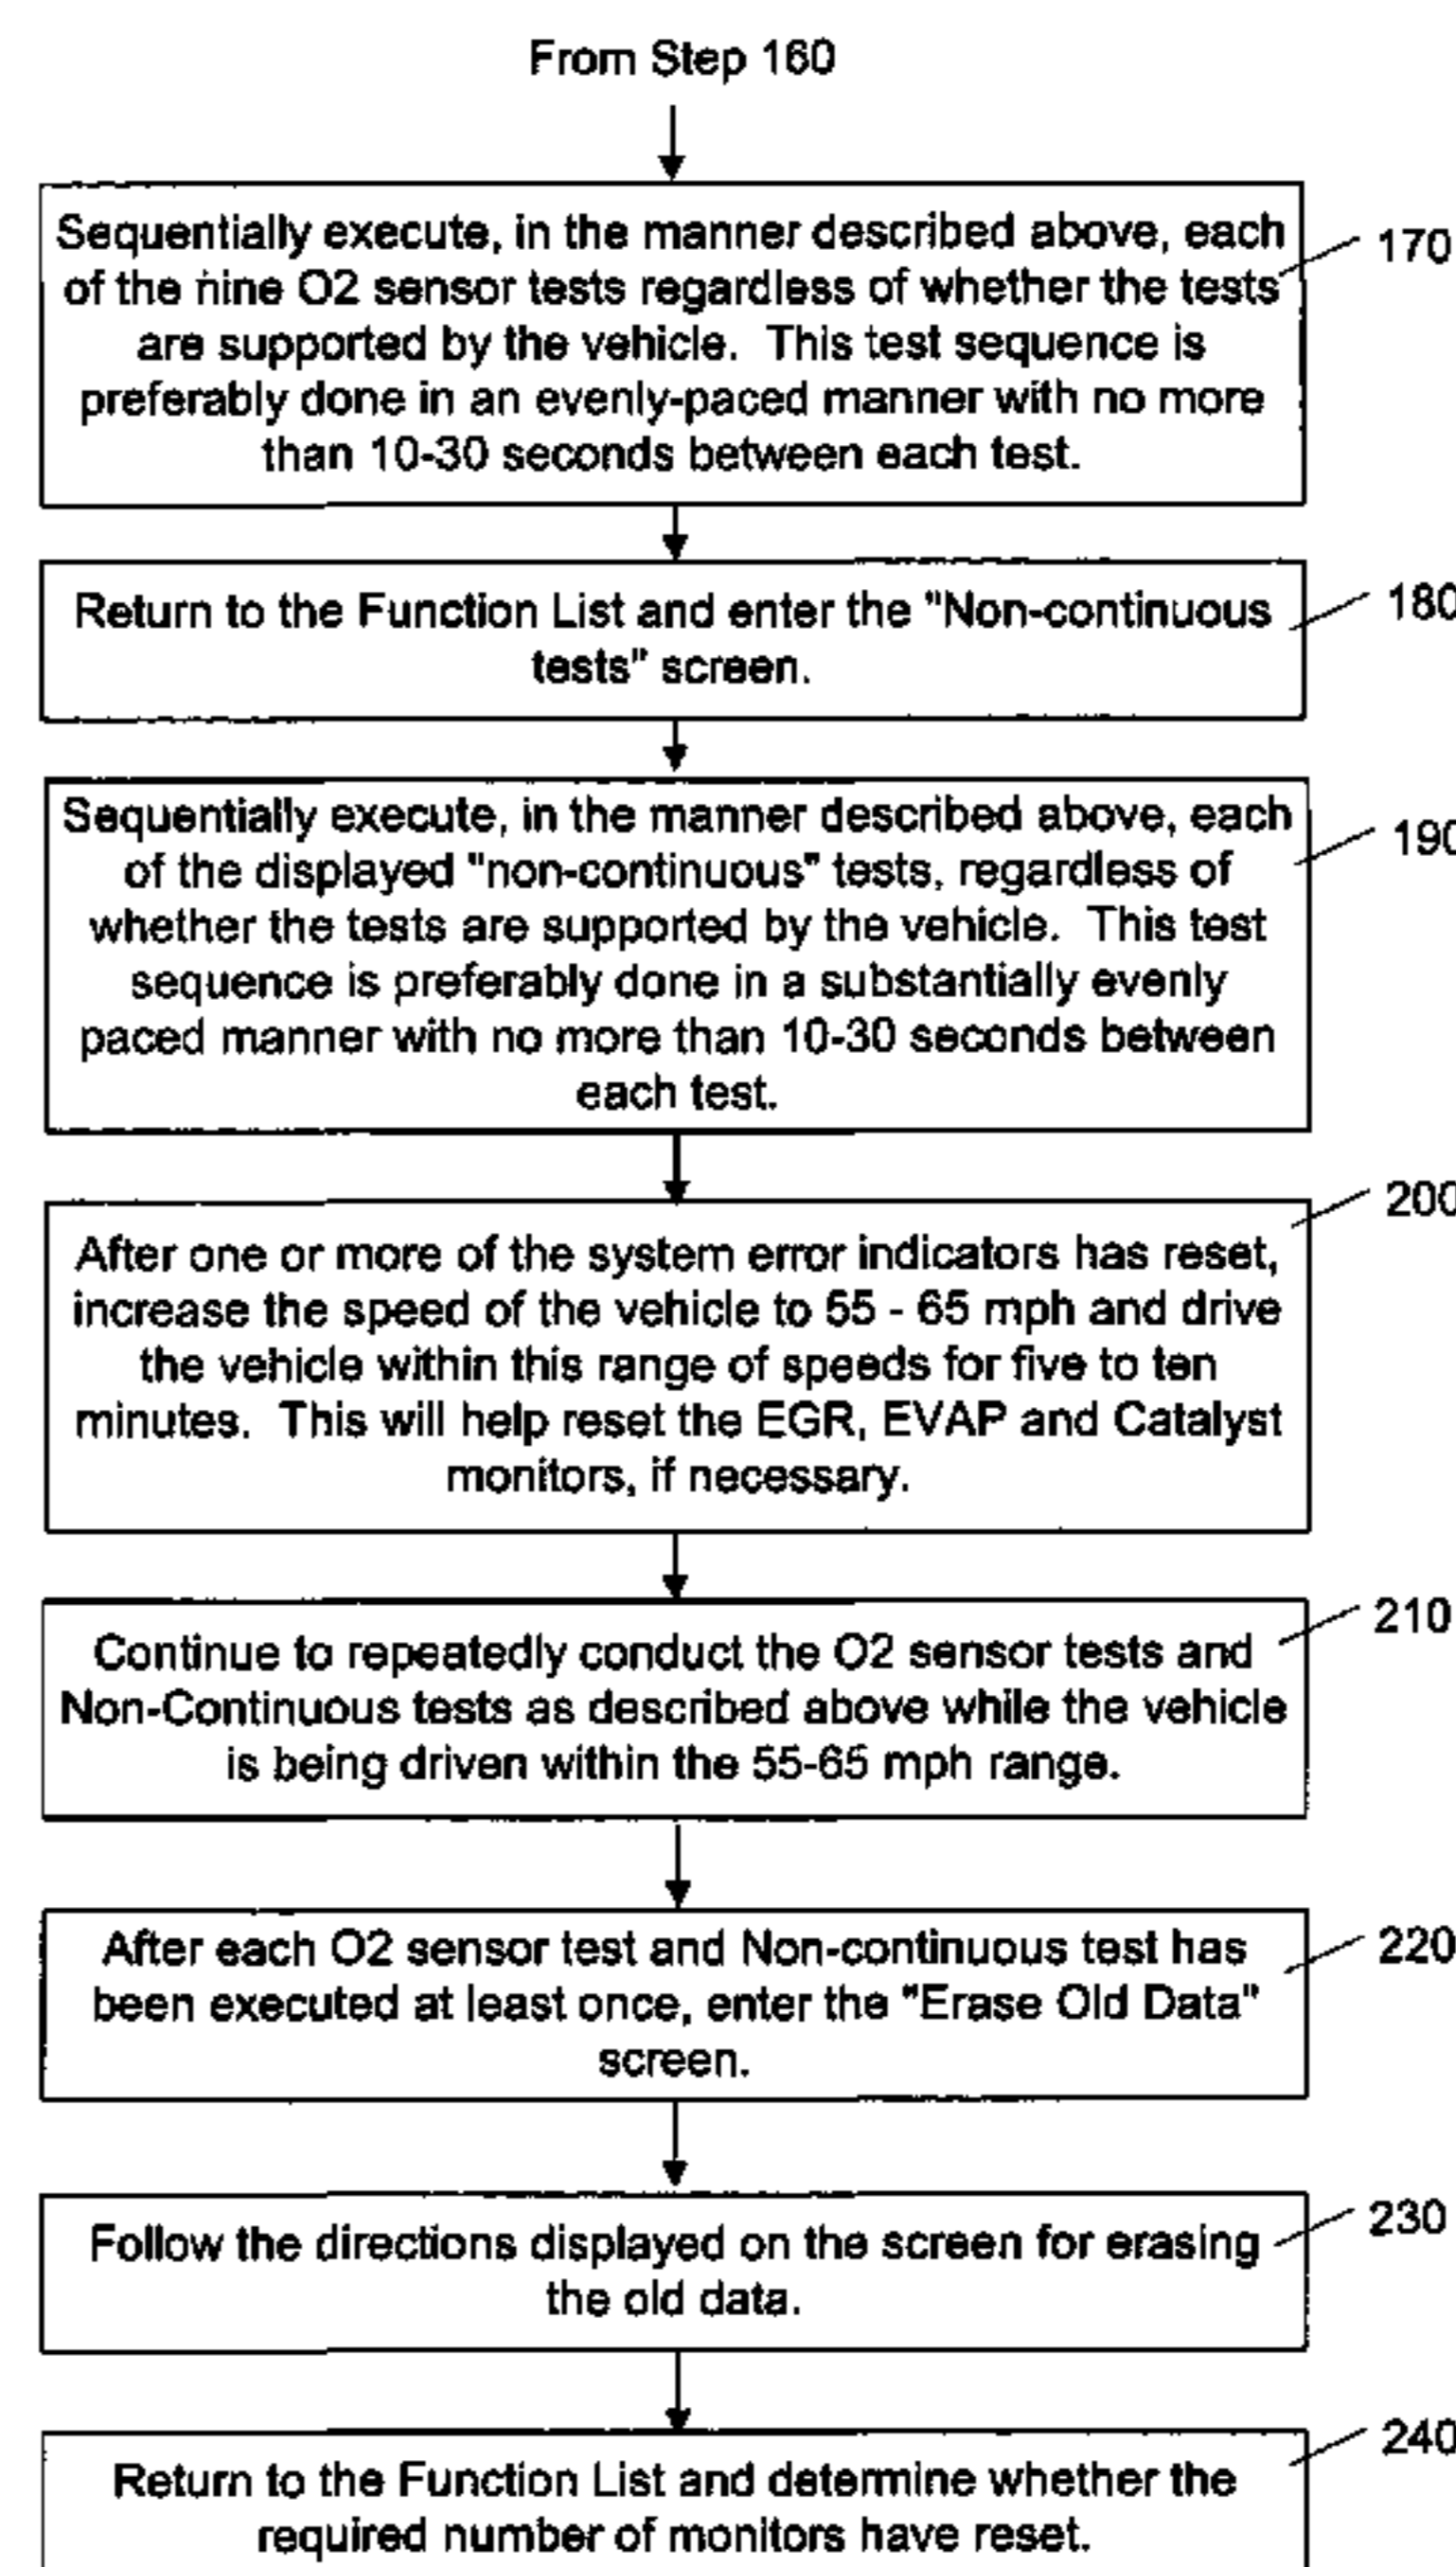 From Step 160
Sequentially execute, in the manner described above, each
of the nine O2 sensor tests regardless of whether the tests
are supported by the vehicle. This test sequence is
preferably done in an evenly-paced manner with no more
than 10-30 seconds between each test.
170
Return to the Function List and enter the "Non-continuous
tests" screen.
180
Sequentially execute, in the manner described above, each
of the displayed "non-continuous" tests, regardless of
whether the tests are supported by the vehicle. This test
sequence is preferably done in a substantially evenly
paced manner with no more than 10-30 seconds between
each test.
190
After one or more of the system error indicators has reset,
increase the speed of the vehicle to 55 - 65 mph and drive
the vehicle within this range of speeds for five to ten
minutes. This will help reset the EGR, EVAP and Catalyst
monitors, if necessary.
200
Continue to repeatedly conduct the O2 sensor tests and
Non-Continuous tests as described above while the vehicle
is being driven within the 55-65 mph range.
210
After each O2 sensor test and Non-continuous test has
been executed at least once, enter the "Erase Old Data"
screen.
220
Follow the directions displayed on the screen for erasing
the old data.
230
Return to the Function List and determine whether the
required number of monitors have reset.
240